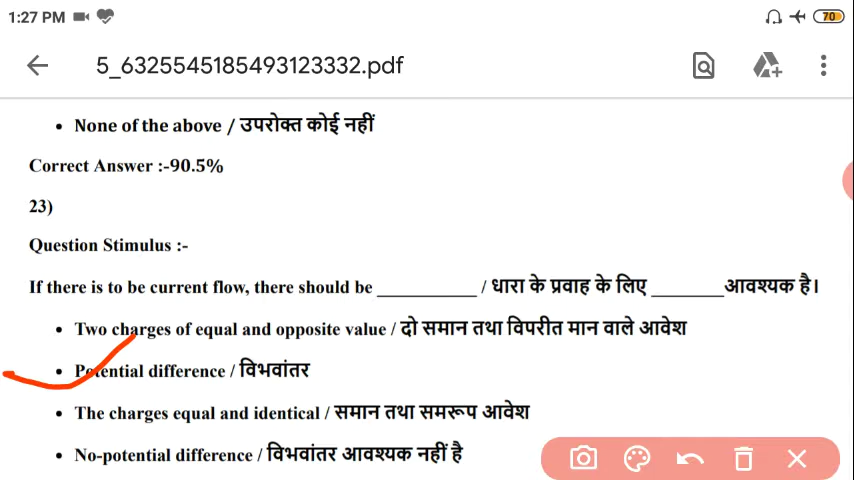 1:27 PM
70
5_6325545185493123332.pdf
• None of the above / उपरोक्त कोई नहीं
Correct Answer :-90.5%
23)
Question Stimulus :-
If there is to be current flow, there should be ___________ / धारा के प्रवाह के लिए ________आवश्यक है।
• Two charges of equal and opposite value / दो समान तथा विपरीत मान वाले आवेश
• Potential difference / विभवांतर
• The charges equal and identical / समान तथा समरूप आवेश
• No-potential difference / विभवांतर आवश्यक नहीं है